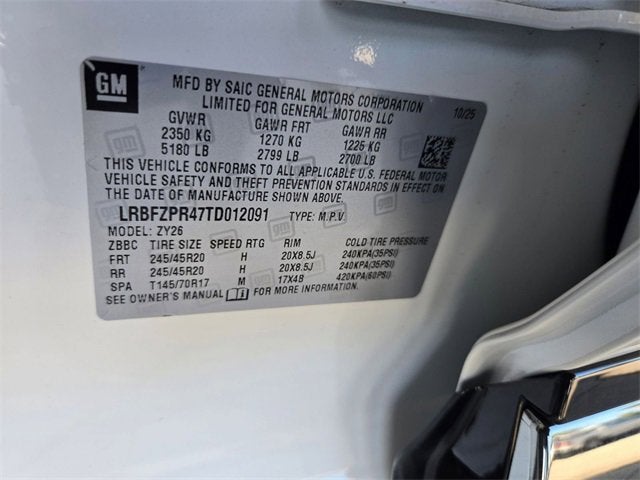 GM
MFD BY SAIC GENERAL MOTORS CORPORATION
LIMITED FOR GENERAL MOTORS LLC
10/25
GVWR GAWR FRT GAWR RR
2350 KG 1270 KG 1225 KG
5180 LB 2799 LB 2700 LB
THIS VEHICLE CONFORMS TO ALL APPLICABLE U.S. FEDERAL MOTOR
VEHICLE SAFETY AND THEFT PREVENTION STANDARDS IN EFFECT ON
THE DATE OF MANUFACTURE SHOWN ABOVE.
LRBFZPR47TD012091 TYPE: M.P.V.
MODEL: ZY26
ZBBC TIRE SIZE SPEED RTG RIM COLD TIRE PRESSURE
FRT 245/45R20 H 20X8.5J 240KPA(35PSI)
RR 245/45R20 H 20X8.5J 240KPA(35PSI)
SPA T145/70R17 M 17X4B 420KPA(60PSI)
SEE OWNER'S MANUAL FOR MORE INFORMATION.